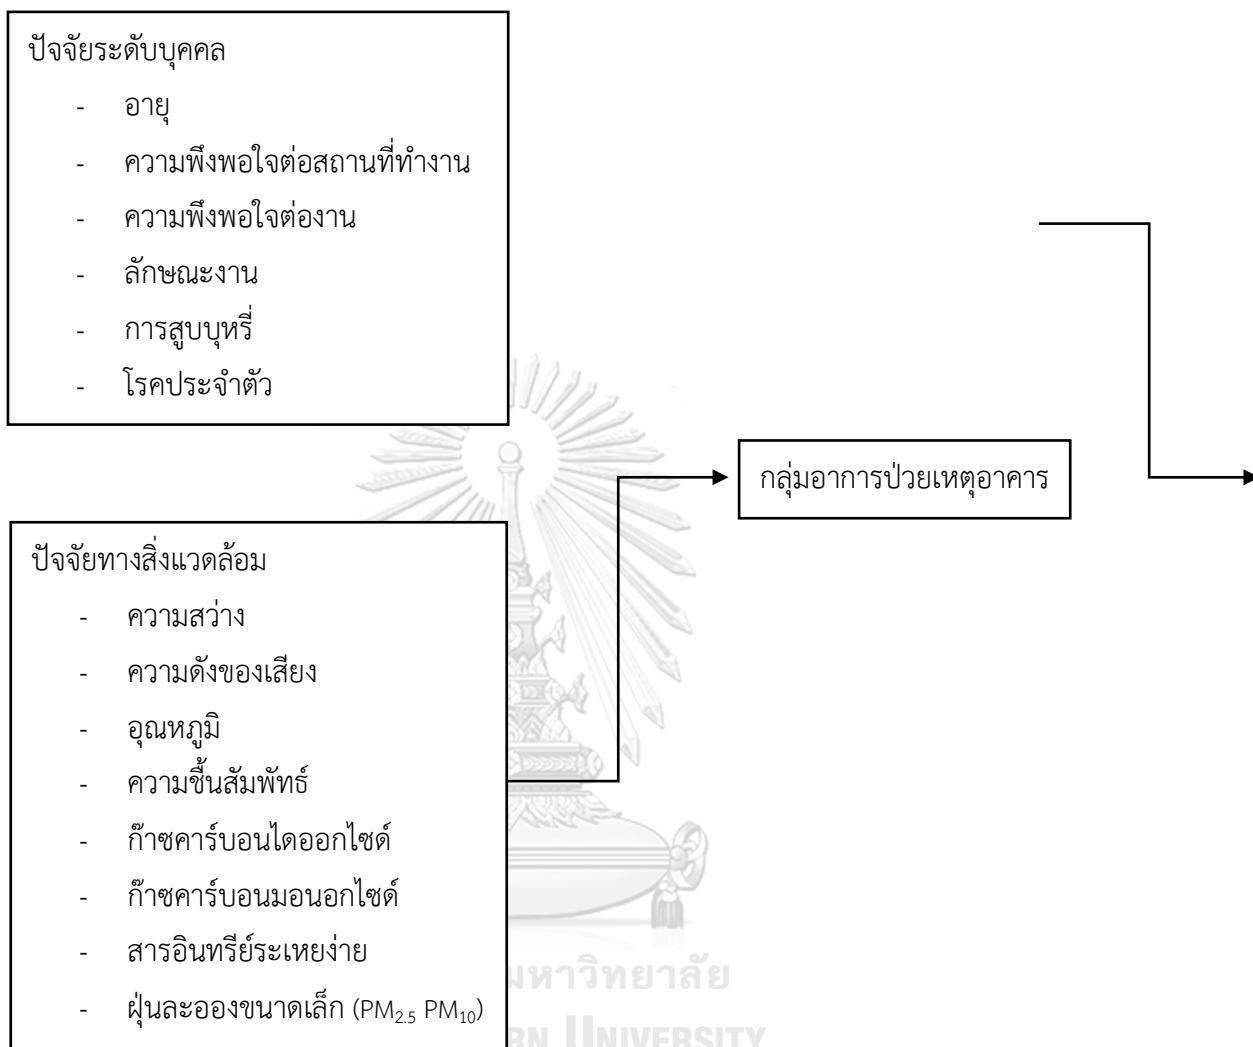 ปัจจัยระดับบุคคล
- อายุ
- ความพึงพอใจต่อสถานที่ทำงาน
- ความพึงพอใจต่องาน
- ลักษณะงาน
- การสูบบุหรี่
- โรคประจำตัว
กลุ่มอาการป่วยเหตุอาคาร
ปัจจัยทางสิ่งแวดล้อม
- ความสว่าง
- ความดังของเสียง
- อุณหภูมิ
- ความชื้นสัมพัทธ์
- ก๊าซคาร์บอนไดออกไซด์
- ก๊าซคาร์บอนมอนอกไซด์
- สารอินทรีย์ระเหยง่าย
- ฝุ่นละอองขนาดเล็ก (PM2.5 PM10)
มหาวิทยาลัย
UNIVERSITY